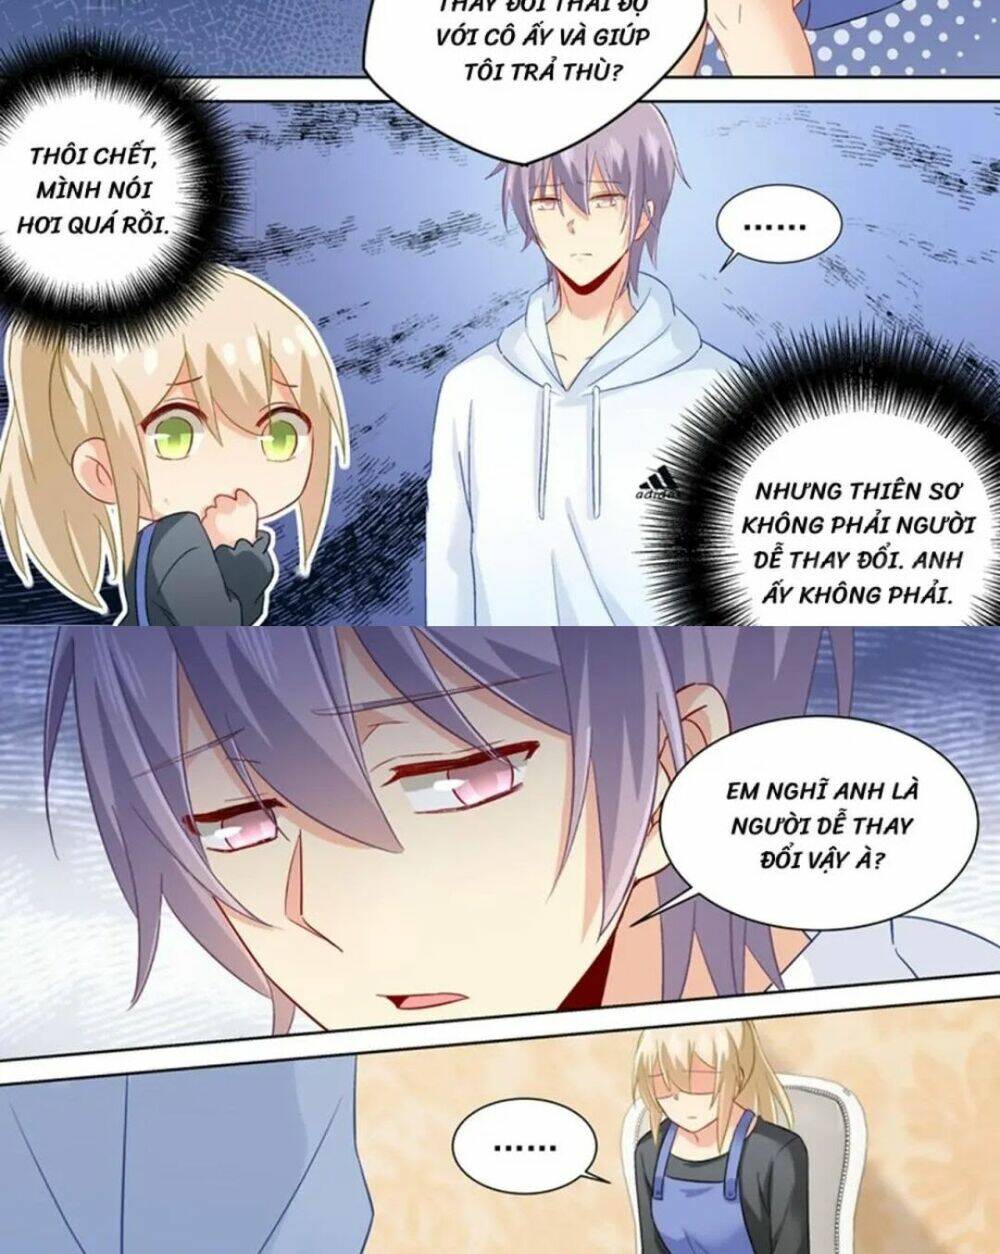 THAY ĐỔI THÁI ĐỘ
VỚI CÔ ẤY VÀ GIÚP
TÔI TRẢ THÙ?
THÔI CHẾT,
MÌNH NÓI
HƠI QUÁ RỒI.
.......
adidas
NHƯNG THIÊN SƠ
KHÔNG PHẢI NGƯỜI
DỄ THAY ĐỔI. ANH
ẤY KHÔNG PHẢI.
EM NGHĨ ANH LÀ
NGƯỜI DỄ THAY
ĐỔI VẬY À?
.......